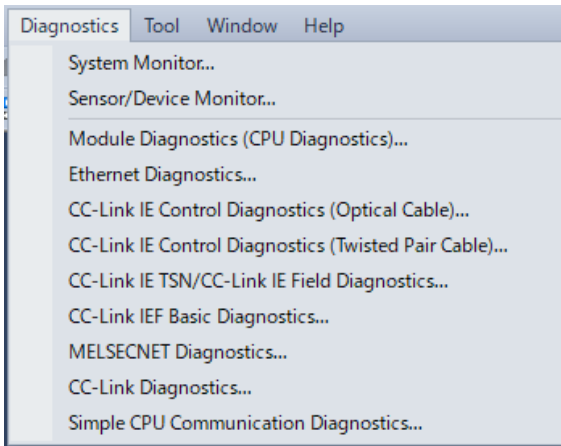 Diagnostics Tool Window Help
System Monitor...
Sensor/Device Monitor...
Module Diagnostics (CPU Diagnostics)...
Ethernet Diagnostics...
CC-Link IE Control Diagnostics (Optical Cable)...
CC-Link IE Control Diagnostics (Twisted Pair Cable)...
CC-Link IE TSN/CC-Link IE Field Diagnostics...
CC-Link IEF Basic Diagnostics...
MELSECNET Diagnostics...
CC-Link Diagnostics...
Simple CPU Communication Diagnostics...